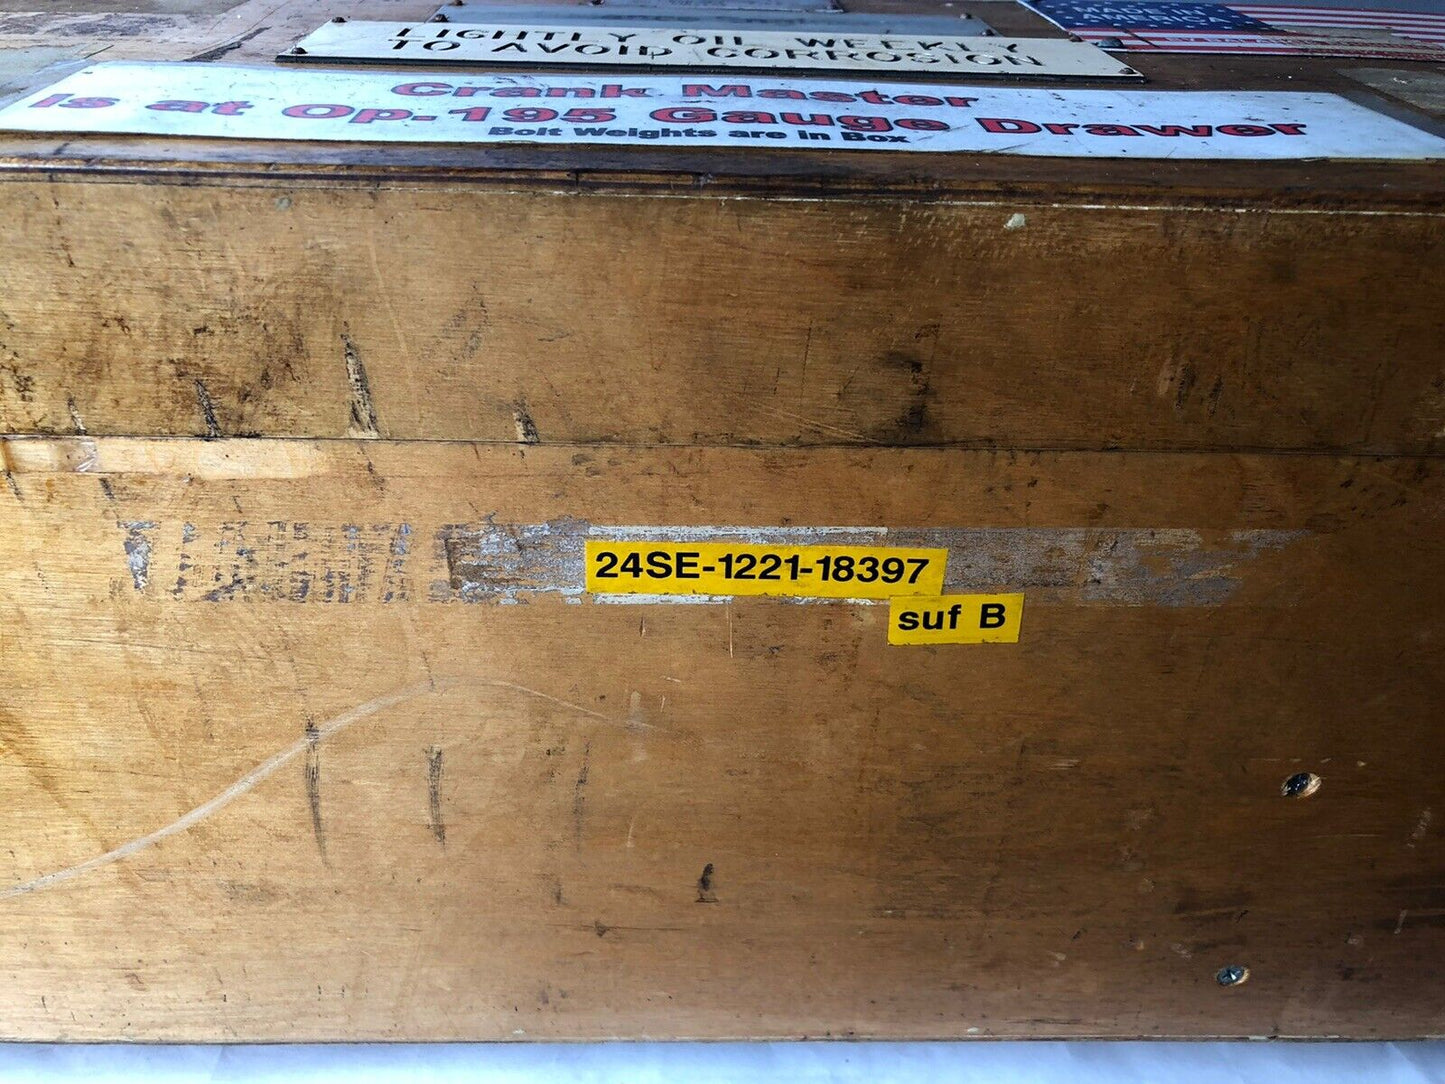 MADE IN
AMERICA
LIGHTLY OIL WEEKLY
TO AVOID CORROSION
Crank Master
is at Op.-195 Gauge Drawer
Bolt Weights are in Box
24SE-1221-18397
suf B